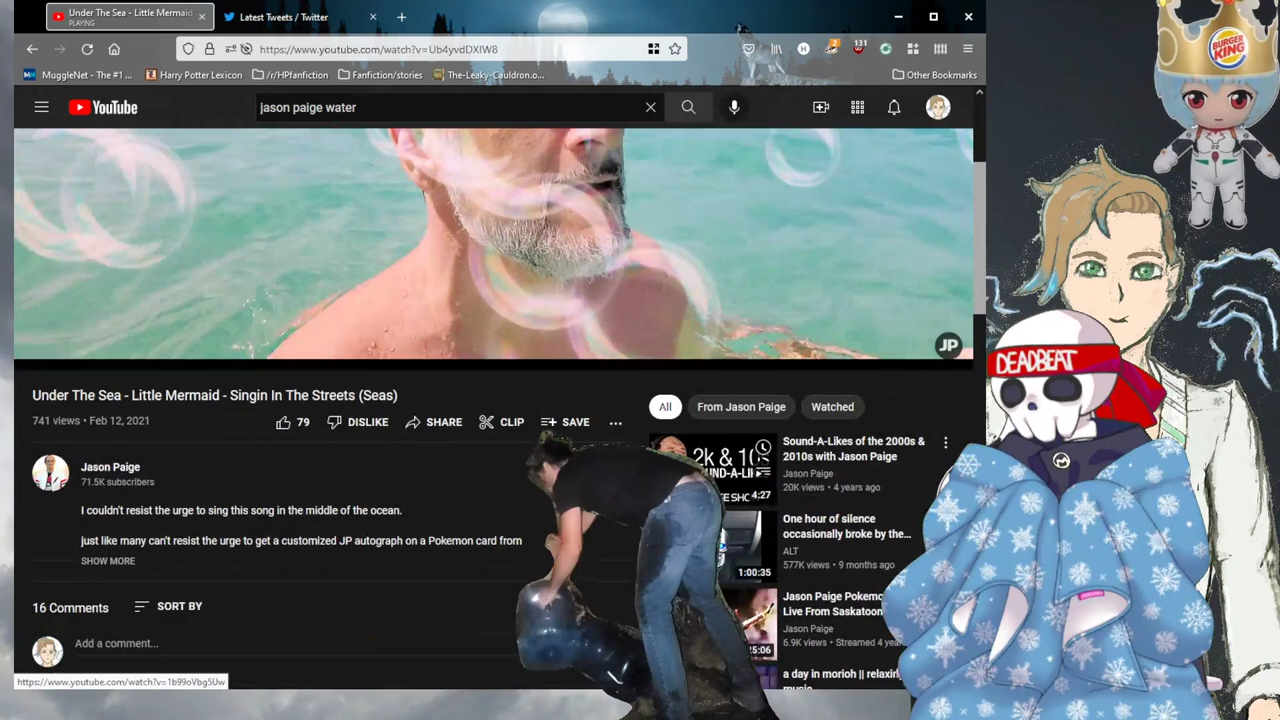 Under The Sea - Little Mermaid
PLAYING
Latest Tweets / Twitter
https://www.youtube.com/watch?v=Ub4yvdDXIW8
2
131
MuggleNet - The #1 ...
Harry Potter Lexicon
/r/HPfanfiction
Fanfiction/stories
The-Leaky-Cauldron.o...
Other Bookmarks
YouTube
jason paige water
BURGER
KING
JP
DEADBEAT
Under The Sea - Little Mermaid - Singin In The Streets (Seas)
741 views • Feb 12, 2021
79
DISLIKE
SHARE
CLIP
SAVE
All
From Jason Paige
Watched
Jason Paige
71.5K subscribers
I couldn't resist the urge to sing this song in the middle of the ocean.
just like many can't resist the urge to get a customized JP autograph on a Pokemon card from
SHOW MORE
16 Comments
SORT BY
Add a comment...
2k & 10s
4:27
Sound-A-Likes of the 2000s &
2010s with Jason Paige
Jason Paige
20K views • 4 years ago
1:00:35
One hour of silence
occasionally broke by the...
ALT
577K views • 9 months ago
Jason Paige Pokemo
Live From Saskatoon
Jason Paige
6.9K views • Streamed 4 yea
a day in morioh || relaxin
music
https://www.youtube.com/watch?v=1b99oVbg5Uw